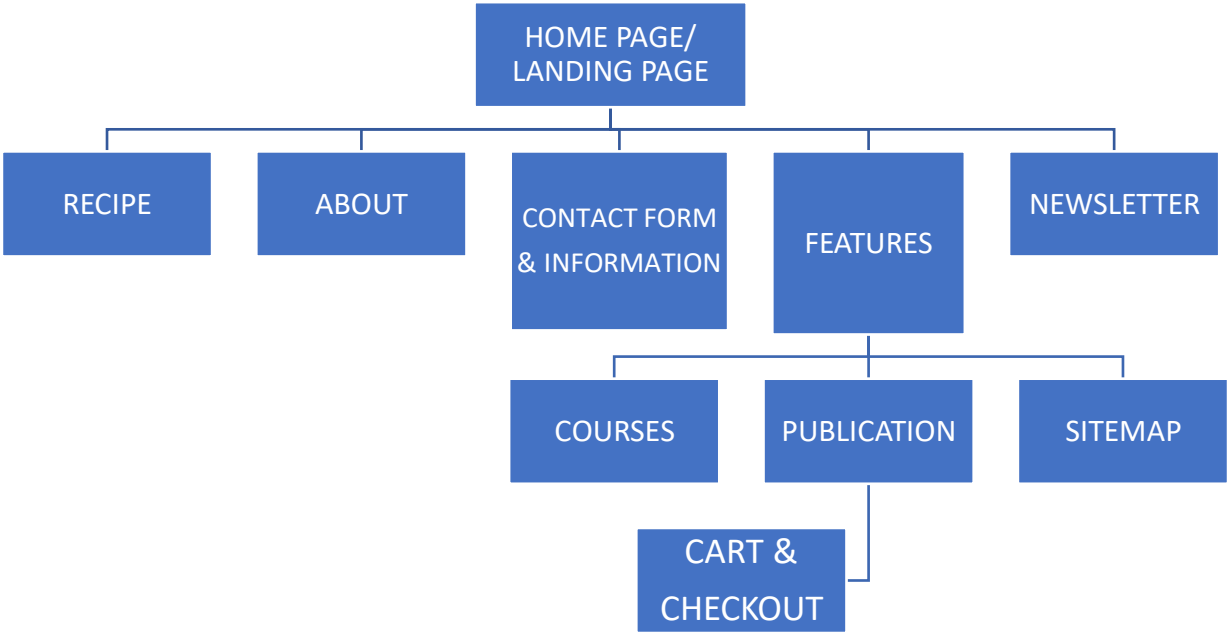 HOME PAGE/
LANDING PAGE
RECIPE
ABOUT
CONTACT FORM
& INFORMATION
FEATURES
NEWSLETTER
COURSES
PUBLICATION
SITEMAP
CART &
CHECKOUT